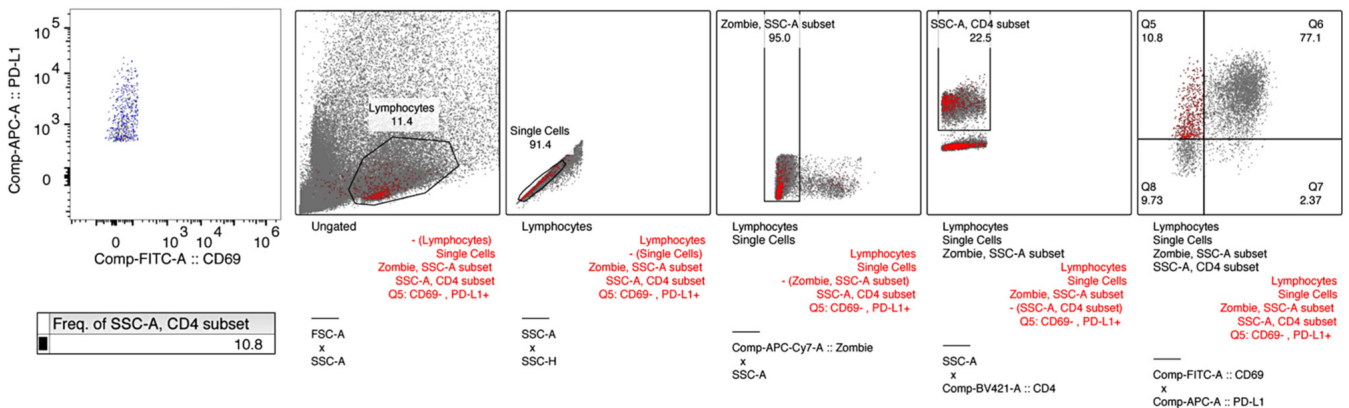 10^5
10^4
10^3
0
Comp-APC-A :: PD-L1
0
10^3
10^4
10^6
Comp-FITC-A :: CD69
Freq. of SSC-A, CD4 subset
10.8
Lymphocytes
11.4
Ungated
- (Lymphocytes)
Single Cells
Zombie, SSC-A subset
SSC-A, CD4 subset
Q5: CD69- , PD-L1+
FSC-A
x
SSC-A
Single Cells
91.4
Lymphocytes
Lymphocytes
- (Single Cells)
Zombie, SSC-A subset
SSC-A, CD4 subset
Q5: CD69- , PD-L1+
SSC-A
x
SSC-H
Zombie, SSC-A subset
95.0
Lymphocytes
Single Cells
Lymphocytes
Single Cells
- (Zombie, SSC-A subset)
SSC-A, CD4 subset
Q5: CD69- , PD-L1+
Comp-APC-Cy7-A :: Zombie
x
SSC-A
SSC-A, CD4 subset
22.5
Lymphocytes
Single Cells
Zombie, SSC-A subset
Lymphocytes
Single Cells
Zombie, SSC-A subset
- (SSC-A, CD4 subset)
Q5: CD69- , PD-L1+
SSC-A
x
Comp-BV421-A :: CD4
Q5
10.8
Q6
77.1
Q8
9.73
Q7
2.37
Lymphocytes
Single Cells
Zombie, SSC-A subset
SSC-A, CD4 subset
Lymphocytes
Single Cells
Zombie, SSC-A subset
SSC-A, CD4 subset
Q5: CD69- , PD-L1+
Comp-FITC-A :: CD69
x
Comp-APC-A :: PD-L1